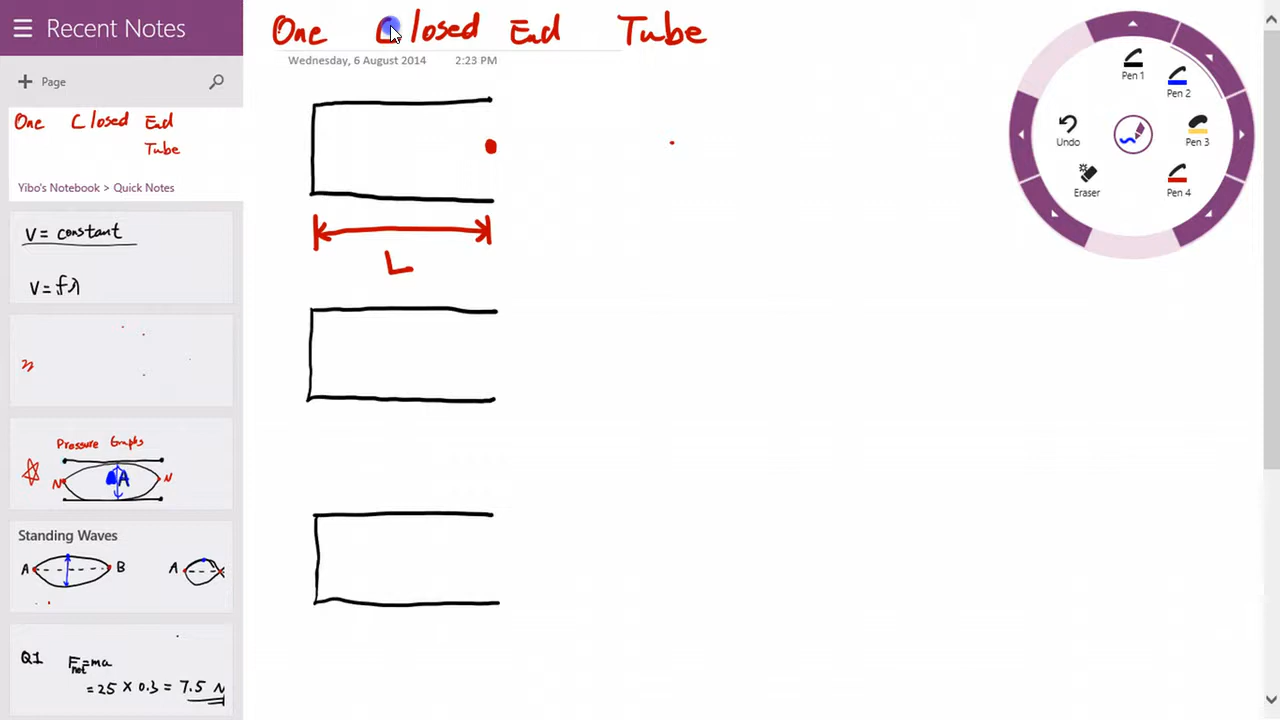 Recent Notes
One Closed End Tube
Wednesday, 6 August 2014 2:23 PM
Page
One Closed End
Tube
Yibo's Notebook > Quick Notes
V = constant
V = fλ
Pressure Graphs
N A N
Standing Waves
A B A
Q1 Fnet = ma
= 25 × 0.3 = 7.5 N
L
Pen 1
Pen 2
Undo
Pen 3
Eraser
Pen 4